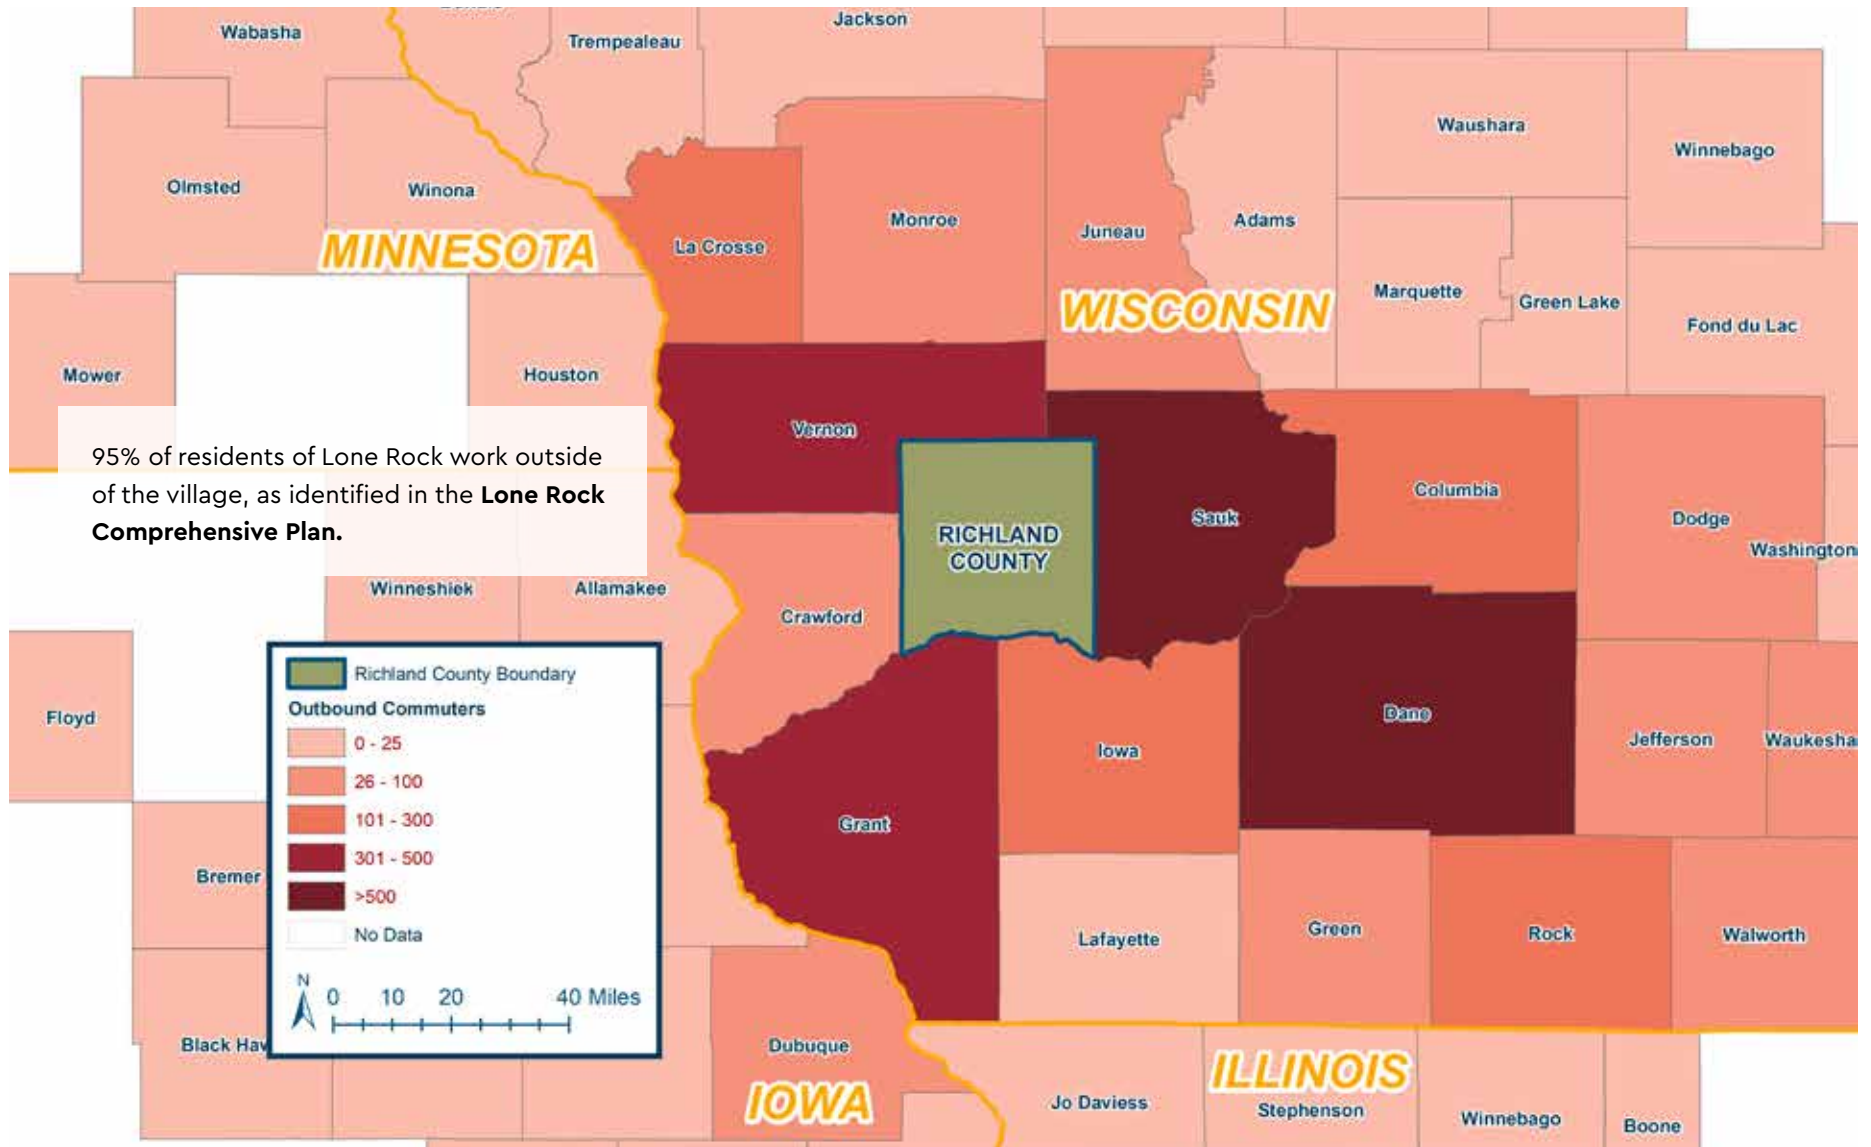 Wabasha
Trempealeau
Jackson
Waushara
Winnebago
Olmsted
Winona
La Crosse
Monroe
Juneau
Adams
MINNESOTA
WISCONSIN
Marquette
Green Lake
Fond du Lac
Mower
Houston
Vernon
95% of residents of Lone Rock work outside
of the village, as identified in the Lone Rock
Comprehensive Plan.
RICHLAND
COUNTY
Sauk
Columbia
Dodge
Washington
Winneshiek
Allamakee
Crawford
Floyd
Richland County Boundary
Outbound Commuters
0 - 25
26 - 100
101 - 300
301 - 500
>500
No Data
N
0 10 20 40 Miles
Iowa
Dane
Jefferson
Waukesha
Grant
Bremer
Lafayette
Green
Rock
Walworth
Black Haw
Dubuque
IOWA
ILLINOIS
Jo Daviess
Stephenson
Winnebago
Boone